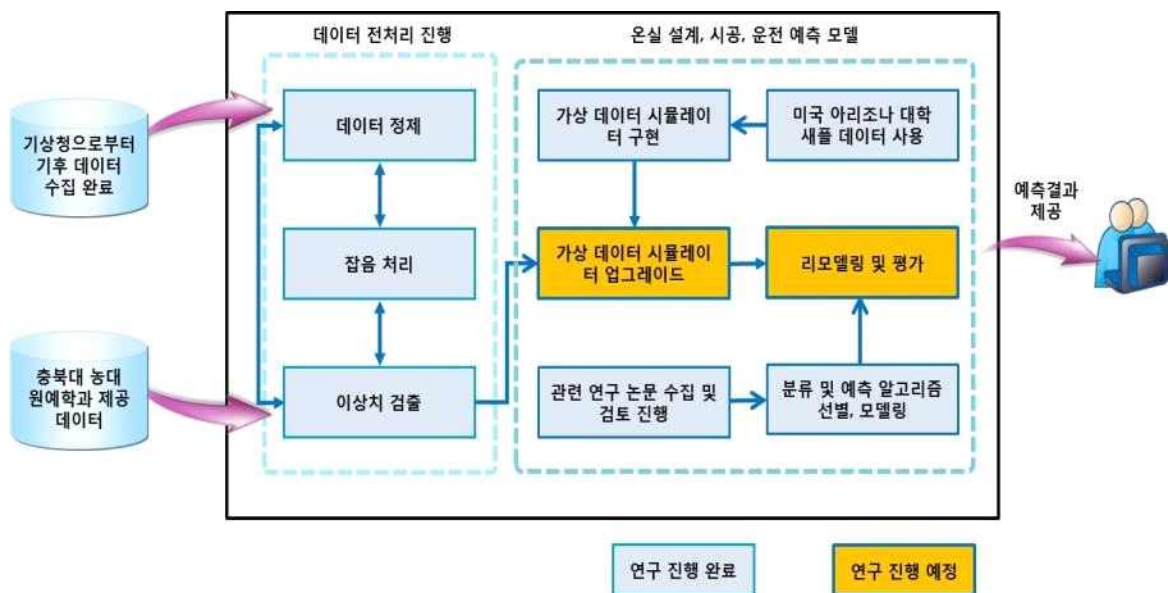 데이터 전처리 진행
온실 설계, 시공, 운전 예측 모델
기상청으로부터
기후 데이터
수집 완료
충북대 농대
원예학과 제공
데이터
데이터 정제
잡음 처리
이상치 검출
가상 데이터 시뮬레이
터 구현
미국 아리조나 대학
새플 데이터 사용
가상 데이터 시뮬레이
터 업그레이드
리모델링 및 평가
관련 연구 논문 수집 및
검토 진행
분류 및 예측 알고리즘
선별, 모델링
예측결과
제공
연구 진행 완료
연구 진행 예정